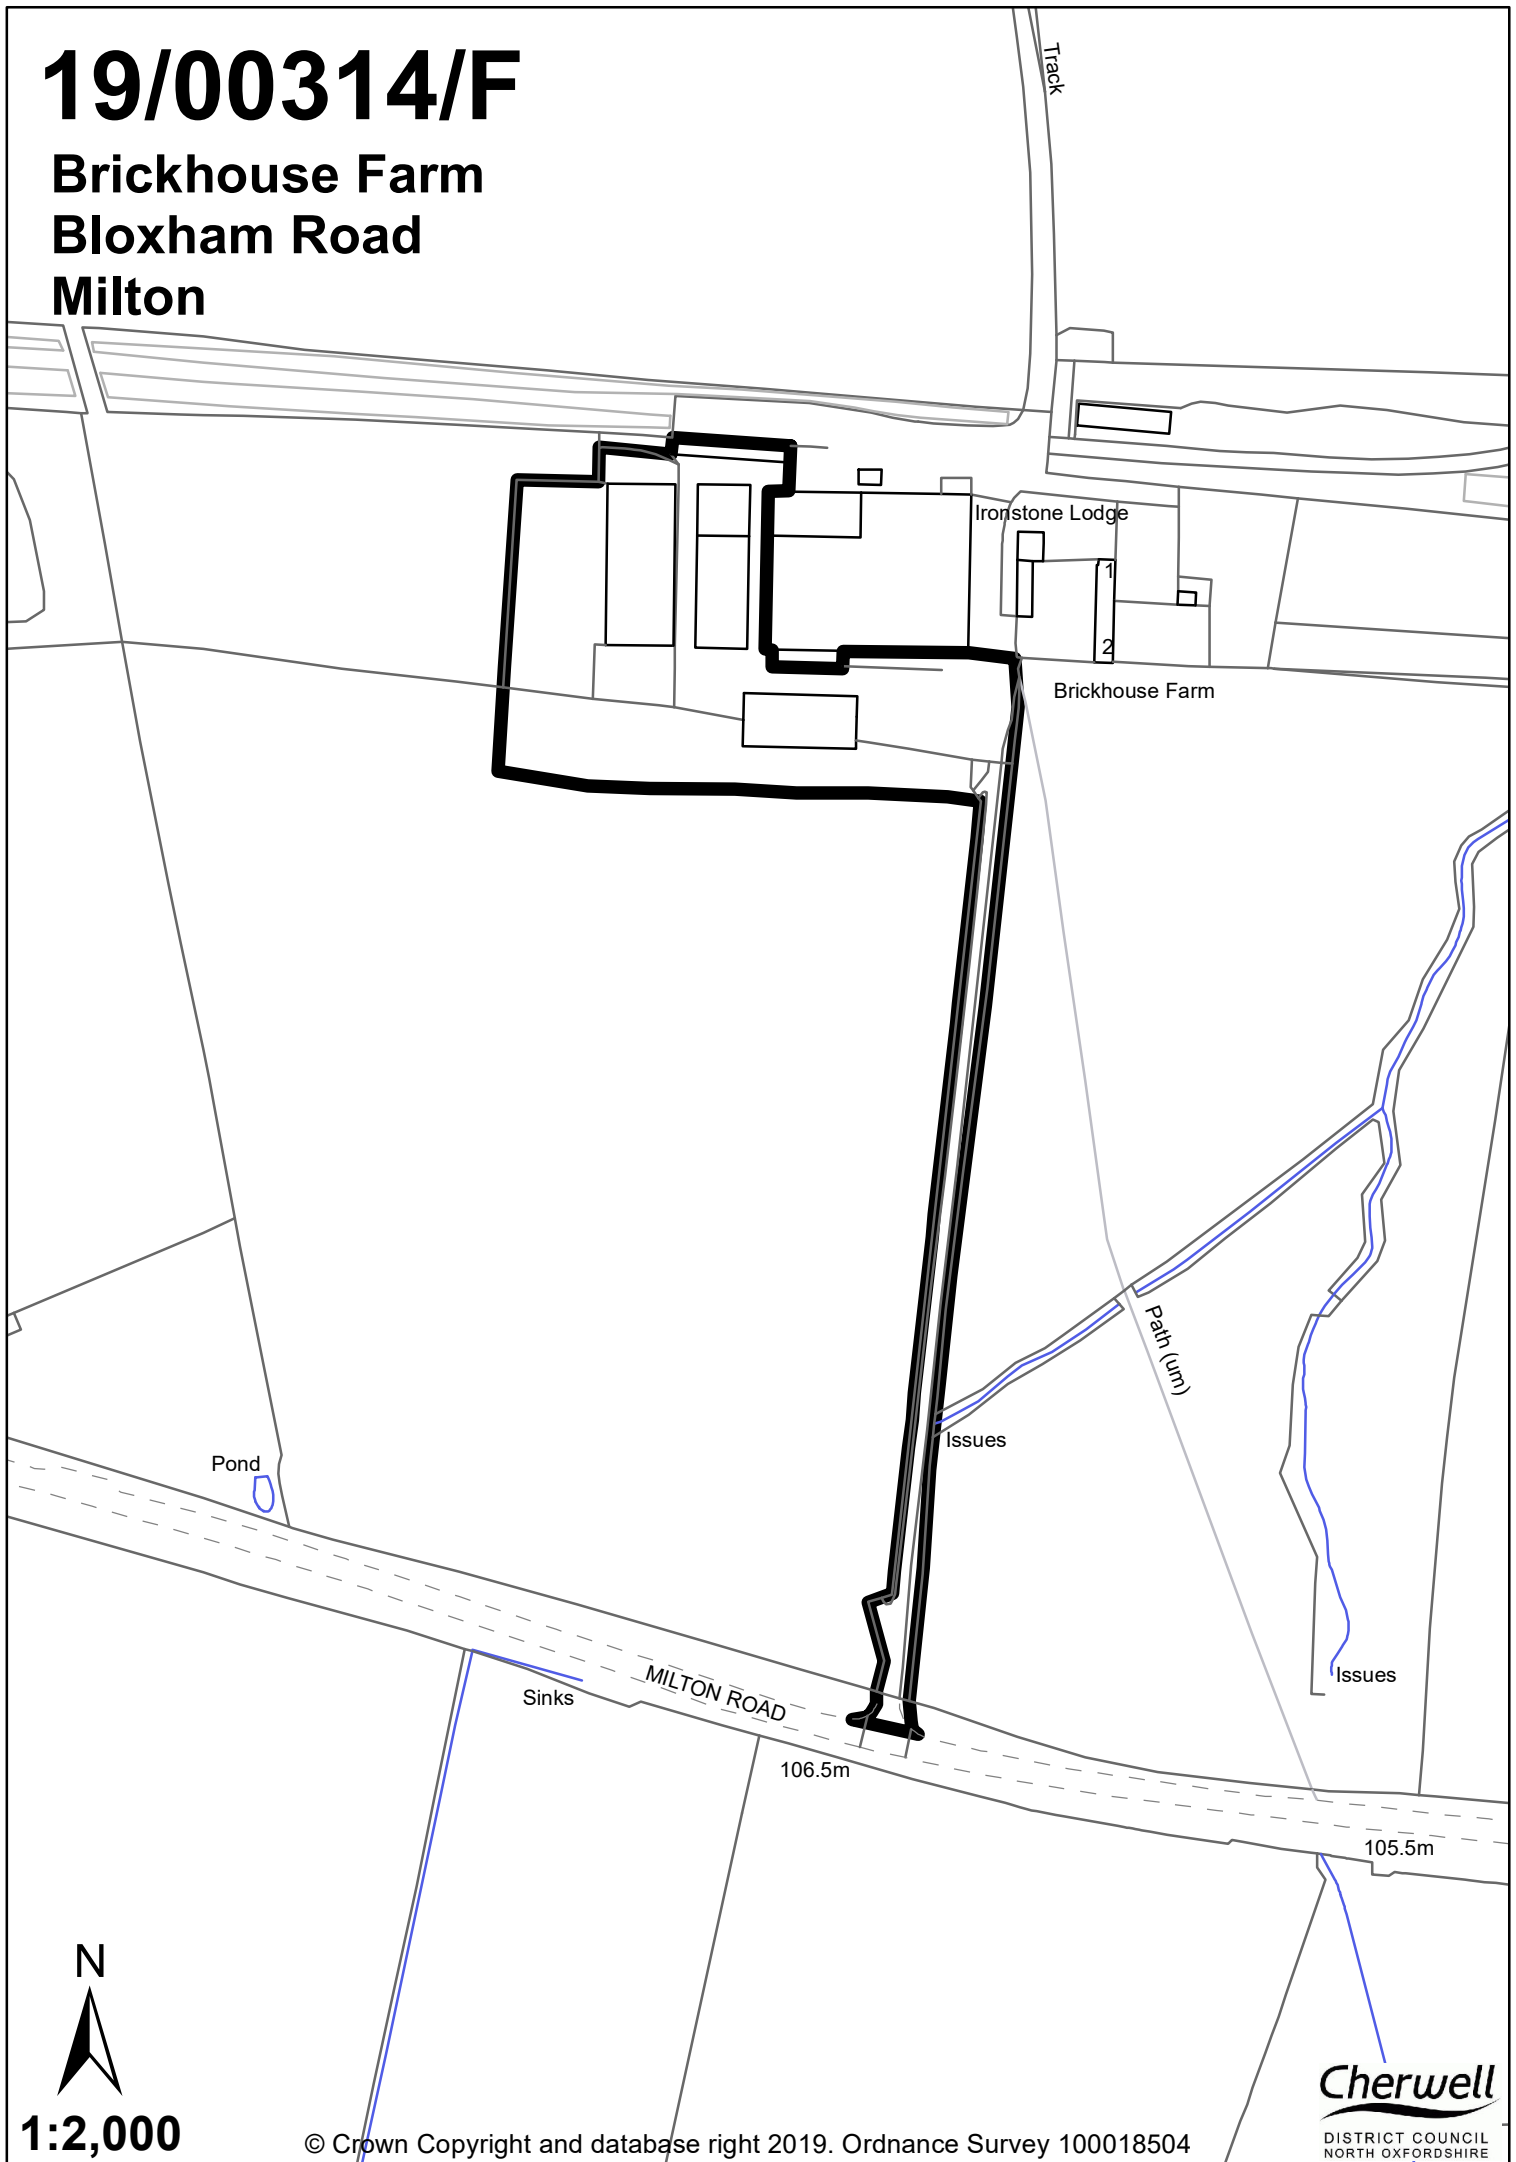 19/00314/F
Brickhouse Farm
Bloxham Road
Milton
Track
Ironstone Lodge
1
2
Brickhouse Farm
Path (um)
Issues
Pond
Issues
Sinks
MILTON ROAD
106.5m
105.5m
N
1:2,000
© Crown Copyright and database right 2019. Ordnance Survey 100018504
Cherwell
DISTRICT COUNCIL
NORTH OXFORDSHIRE